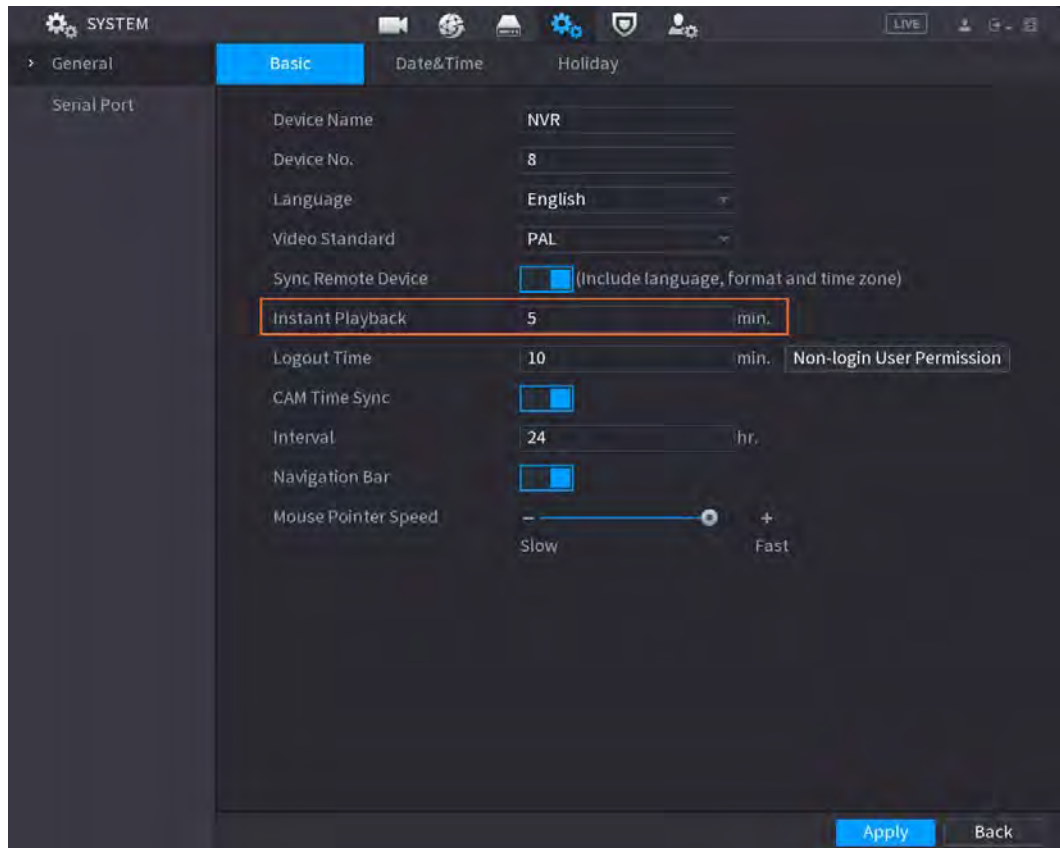 SYSTEM
LIVE
General
Basic Date&Time Holiday
Serial Port
Device Name NVR
Device No. 8
Language English
Video Standard PAL
Sync Remote Device (Include language, format and time zone)
Instant Playback 5 min.
Logout Time 10 min. Non-login User Permission
CAM Time Sync
Interval 24 hr.
Navigation Bar
Mouse Pointer Speed - +
Slow Fast
Apply Back